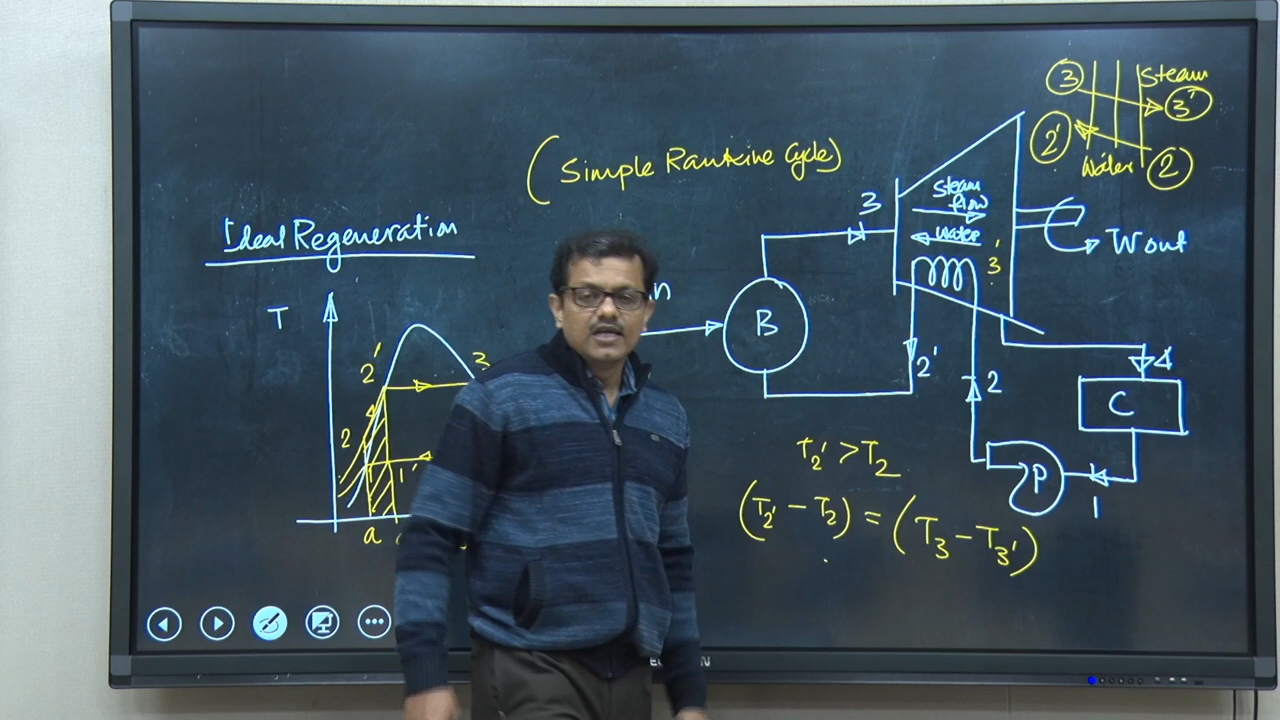 (Simple Rankine Cycle)
Ideal Regeneration
3
Steam
3'
2'
Water
2
T
2'
3
2
1'
a
n
B
3
Steam
flow
Water
3'
W out
2'
2
4
C
P
1
T2' > T2
(T2' - T2) = (T3 - T3')